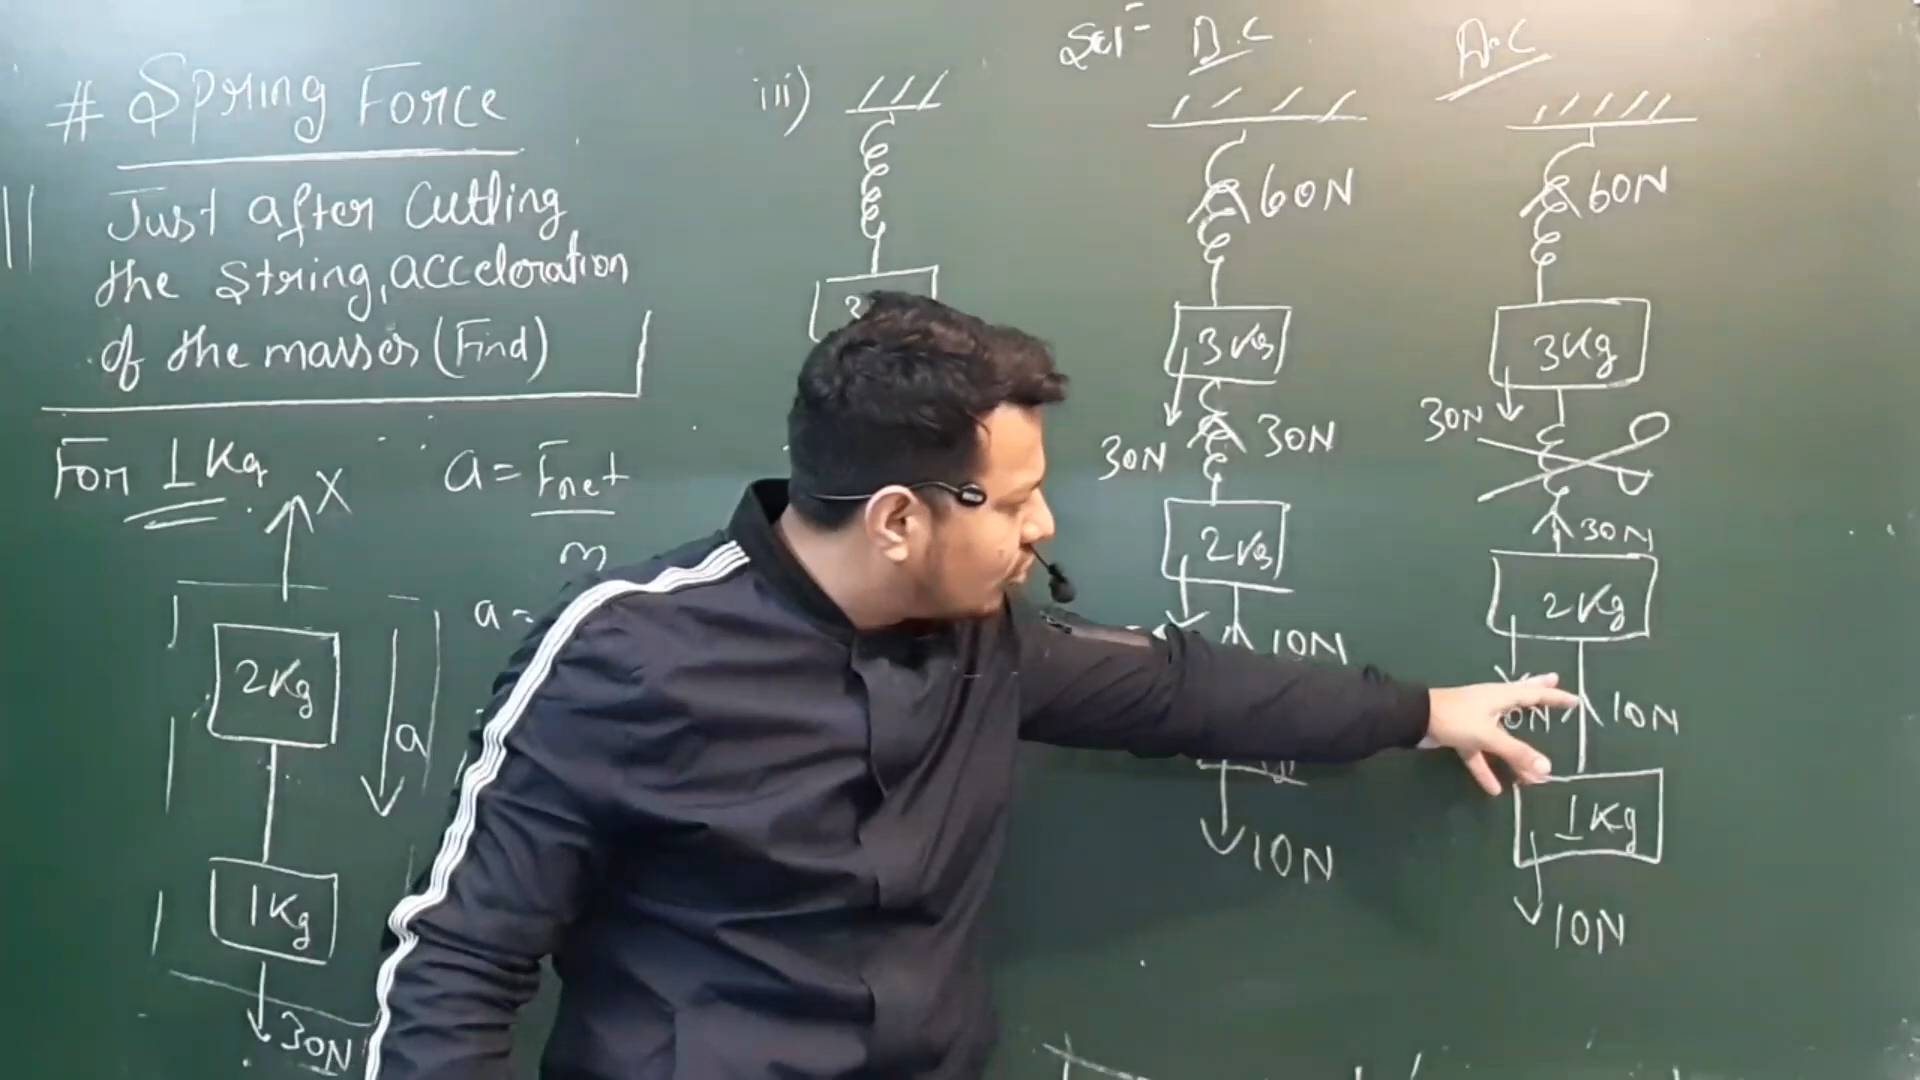 # Spring Force
Just after Cutting
the string, acceleration
of the masses (Find)
For 1Kg
X
a = Fnet
m
a =
2Kg
a
1Kg
30N
iii)
Sol- B.C
60N
3Kg
30N
30N
2Kg
10N
10N
A.C
60N
3Kg
30N
30N
2Kg
10N
1Kg
10N